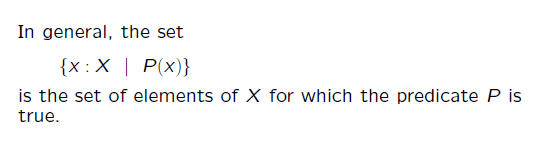 In general, the set
{x : X | P(x)}
is the set of elements of X for which the predicate P is
true.